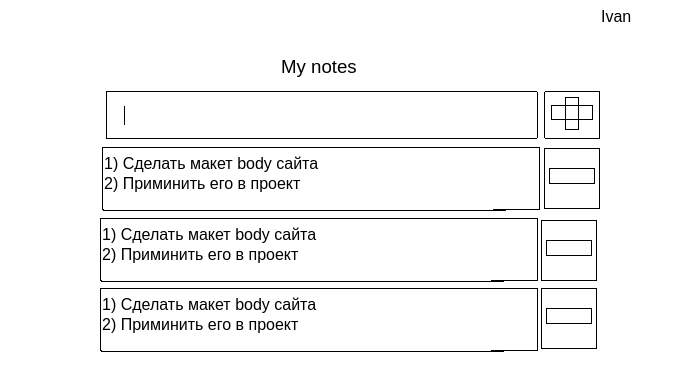 Ivan
My notes
1) Сделать макет body сайта
2) Приминить его в проект
1) Сделать макет body сайта
2) Приминить его в проект
1) Сделать макет body сайта
2) Приминить его в проект